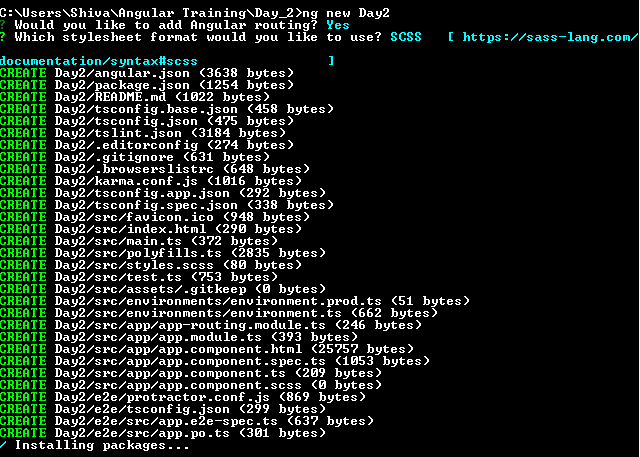 C:\Users\Shiva\Angular Training\Day_2>ng new Day2
? Would you like to add Angular routing? Yes
? Which stylesheet format would you like to use? SCSS   [ https://sass-lang.com/
documentation/syntax#scss                ]
CREATE Day2/angular.json (3638 bytes)
CREATE Day2/package.json (1254 bytes)
CREATE Day2/README.md (1022 bytes)
CREATE Day2/tsconfig.base.json (458 bytes)
CREATE Day2/tsconfig.json (475 bytes)
CREATE Day2/tslint.json (3184 bytes)
CREATE Day2/.editorconfig (274 bytes)
CREATE Day2/.gitignore (631 bytes)
CREATE Day2/.browserslistrc (648 bytes)
CREATE Day2/karma.conf.js (1016 bytes)
CREATE Day2/tsconfig.app.json (292 bytes)
CREATE Day2/tsconfig.spec.json (338 bytes)
CREATE Day2/src/favicon.ico (948 bytes)
CREATE Day2/src/index.html (290 bytes)
CREATE Day2/src/main.ts (372 bytes)
CREATE Day2/src/polyfills.ts (2835 bytes)
CREATE Day2/src/styles.scss (80 bytes)
CREATE Day2/src/test.ts (753 bytes)
CREATE Day2/src/assets/.gitkeep (0 bytes)
CREATE Day2/src/environments/environment.prod.ts (51 bytes)
CREATE Day2/src/environments/environment.ts (662 bytes)
CREATE Day2/src/app/app-routing.module.ts (246 bytes)
CREATE Day2/src/app/app.module.ts (393 bytes)
CREATE Day2/src/app/app.component.html (25757 bytes)
CREATE Day2/src/app/app.component.spec.ts (1053 bytes)
CREATE Day2/src/app/app.component.ts (209 bytes)
CREATE Day2/src/app/app.component.scss (0 bytes)
CREATE Day2/e2e/protractor.conf.js (869 bytes)
CREATE Day2/e2e/tsconfig.json (299 bytes)
CREATE Day2/e2e/src/app.e2e-spec.ts (637 bytes)
CREATE Day2/e2e/src/app.po.ts (301 bytes)
/ Installing packages...